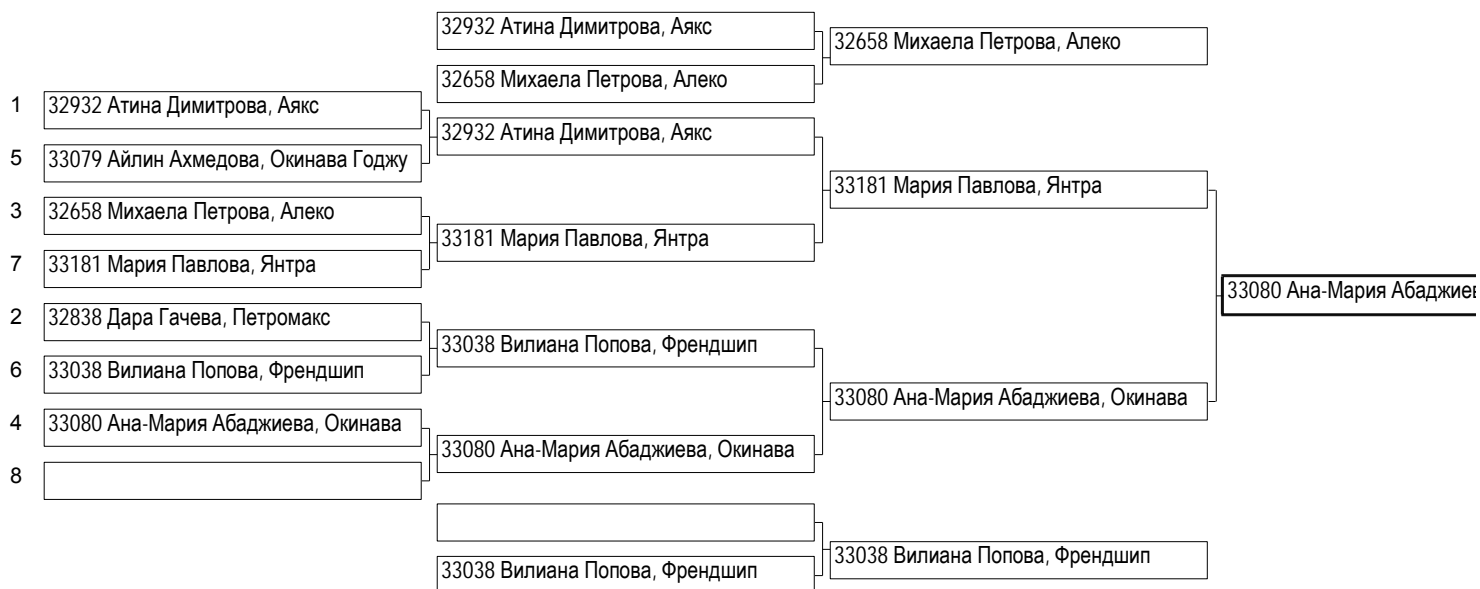 32932 Атина Димитрова, Аякс
32658 Михаела Петрова, Алеко
32658 Михаела Петрова, Алеко
1 32932 Атина Димитрова, Аякс
5 33079 Айлин Ахмедова, Окинава Годжу
3 32658 Михаела Петрова, Алеко
7 33181 Мария Павлова, Янтра
2 32838 Дара Гачева, Петромакс
6 33038 Вилиана Попова, Френдшип
4 33080 Ана-Мария Абаджиева, Окинава
8
32932 Атина Димитрова, Аякс
33181 Мария Павлова, Янтра
33038 Вилиана Попова, Френдшип
33080 Ана-Мария Абаджиева, Окинава
33181 Мария Павлова, Янтра
33080 Ана-Мария Абаджиева, Окинава
33080 Ана-Мария Абаджиев
33038 Вилиана Попова, Френдшип
33038 Вилиана Попова, Френдшип